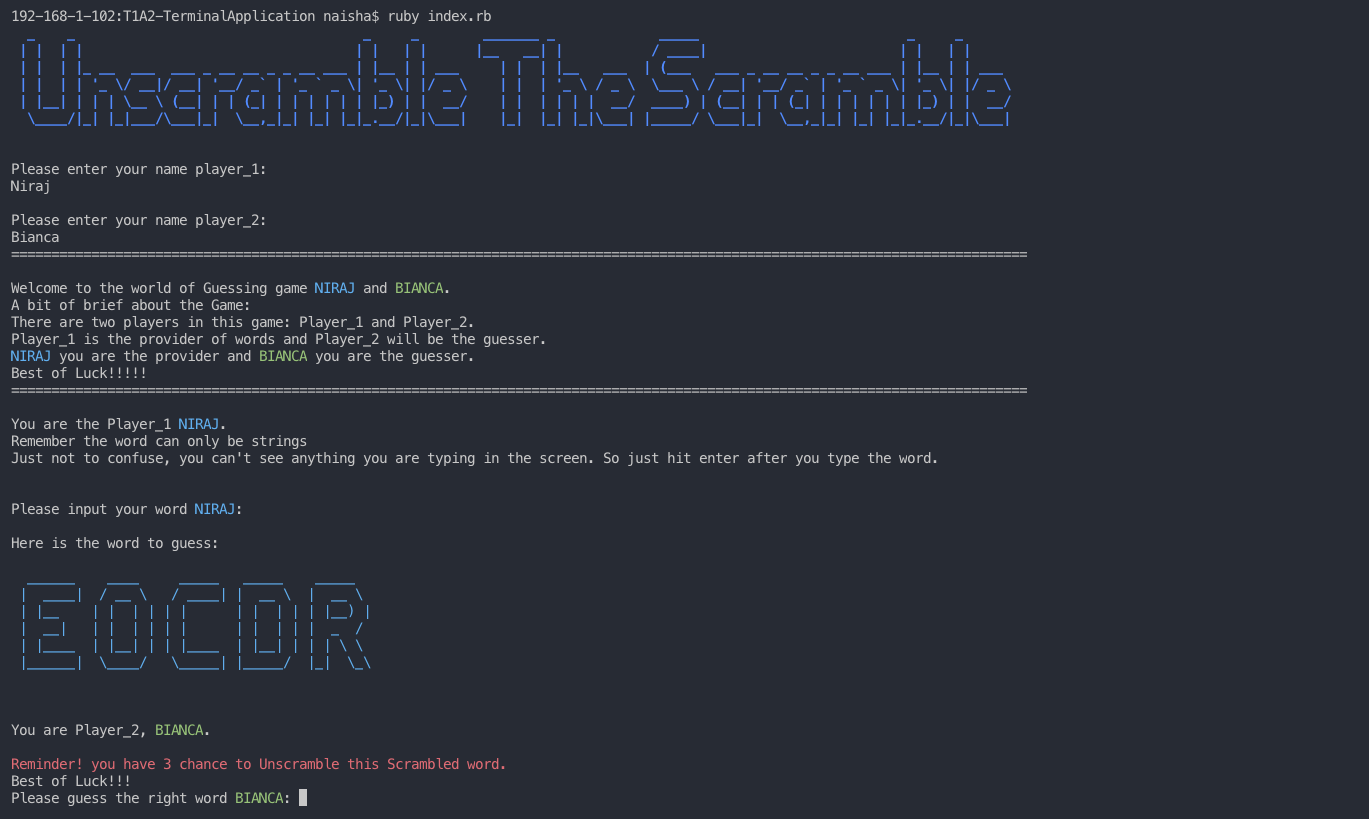 192-168-1-102:T1A2-TerminalApplication naisha$ ruby index.rb
Unscramble The Scramble
Please enter your name player_1:
Niraj
Please enter your name player_2:
Bianca
===============================================================================================================================
Welcome to the world of Guessing game NIRAJ and BIANCA.
A bit of brief about the Game:
There are two players in this game: Player_1 and Player_2.
Player_1 is the provider of words and Player_2 will be the guesser.
NIRAJ you are the provider and BIANCA you are the guesser.
Best of Luck!!!!!
===============================================================================================================================
You are the Player_1 NIRAJ.
Remember the word can only be strings
Just not to confuse, you can't see anything you are typing in the screen. So just hit enter after you type the word.
Please input your word NIRAJ:
Here is the word to guess:
EOCDR
You are Player_2, BIANCA.
Reminder! you have 3 chance to Unscramble this Scrambled word.
Best of Luck!!!
Please guess the right word BIANCA: